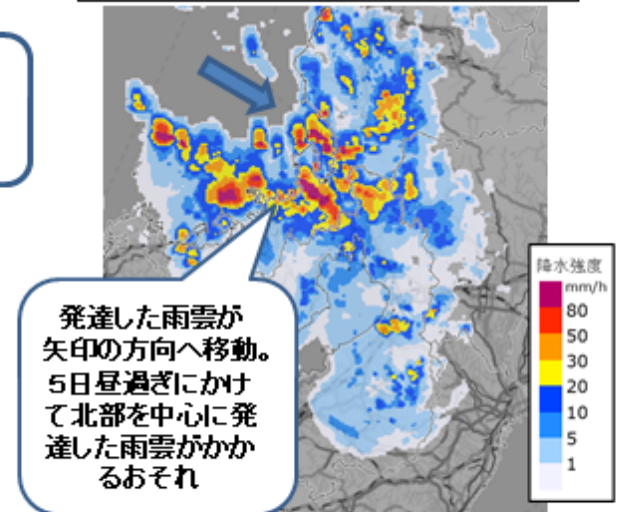 降水強度
mm/h
80
50
30
20
10
5
1
発達した雨雲が
矢印の方向へ移動。
5日昼過ぎにかけ
て北部を中心に発
達した雨雲がかか
るおそれ